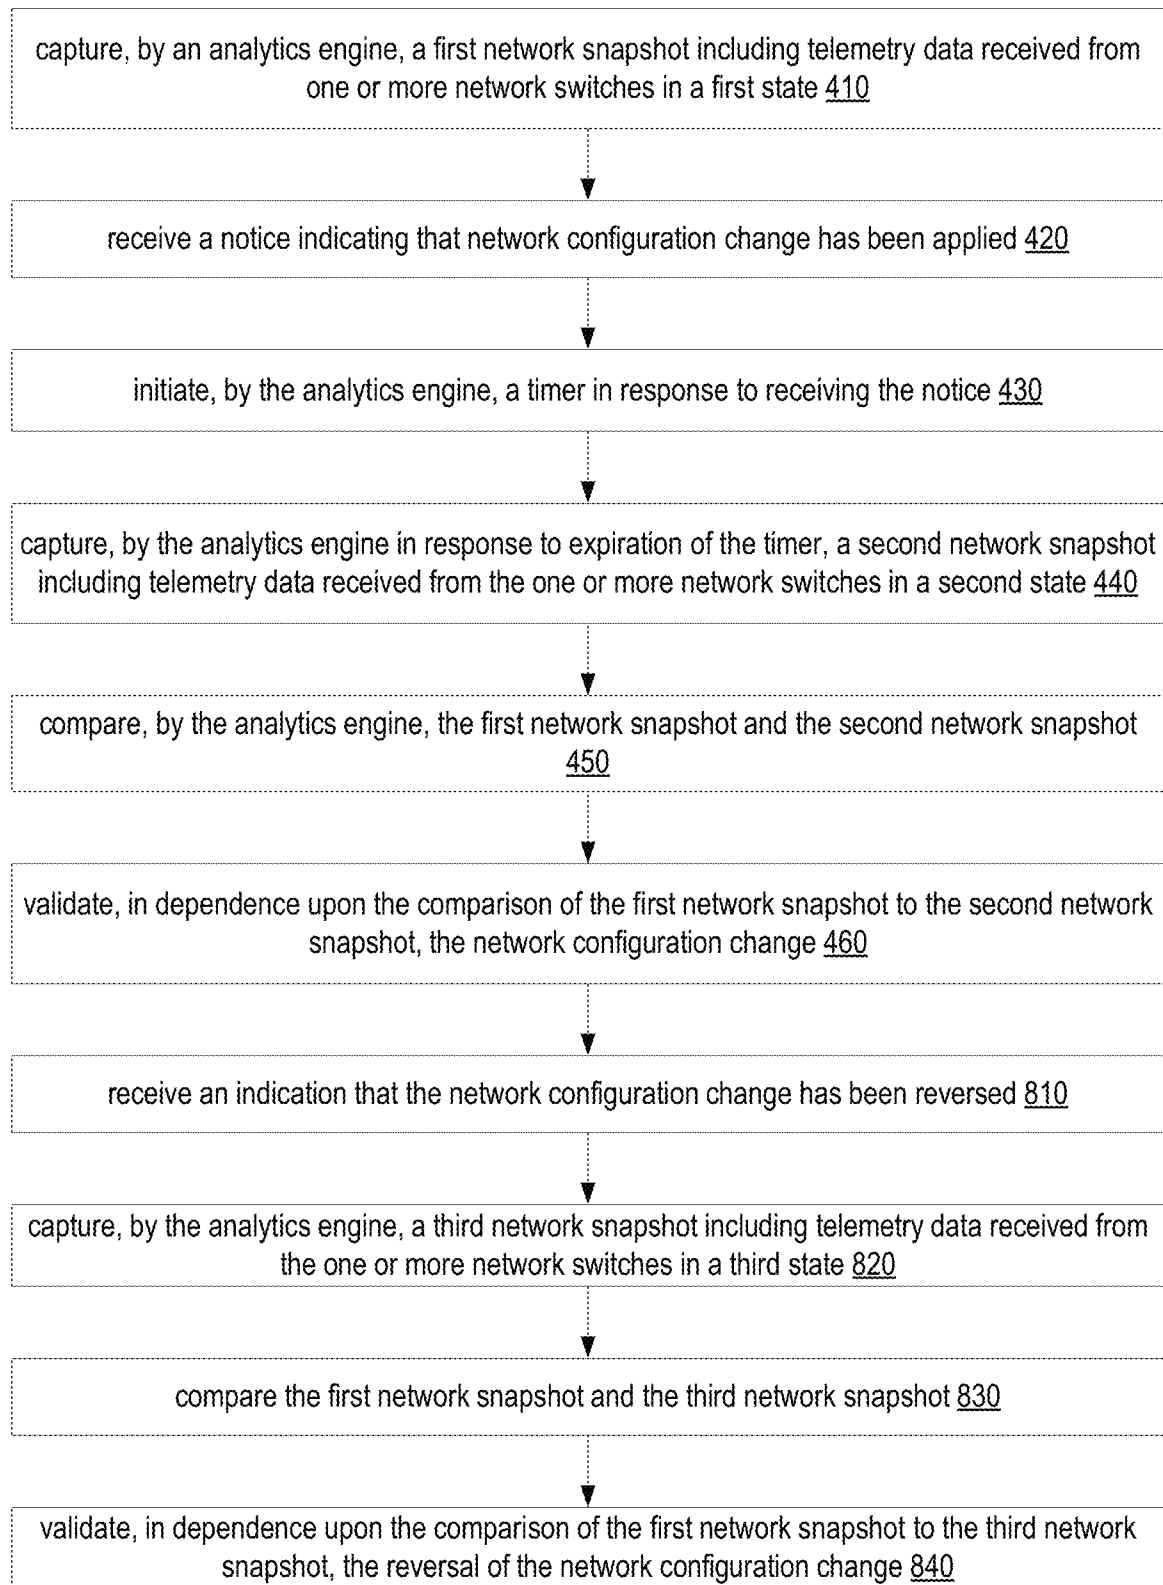 capture, by an analytics engine, a first network snapshot including telemetry data received from
one or more network switches in a first state 410
receive a notice indicating that network configuration change has been applied 420
initiate, by the analytics engine, a timer in response to receiving the notice 430
capture, by the analytics engine in response to expiration of the timer, a second network snapshot
including telemetry data received from the one or more network switches in a second state 440
compare, by the analytics engine, the first network snapshot and the second network snapshot
450
validate, in dependence upon the comparison of the first network snapshot to the second network
snapshot, the network configuration change 460
receive an indication that the network configuration change has been reversed 810
capture, by the analytics engine, a third network snapshot including telemetry data received from
the one or more network switches in a third state 820
compare the first network snapshot and the third network snapshot 830
validate, in dependence upon the comparison of the first network snapshot to the third network
snapshot, the reversal of the network configuration change 840